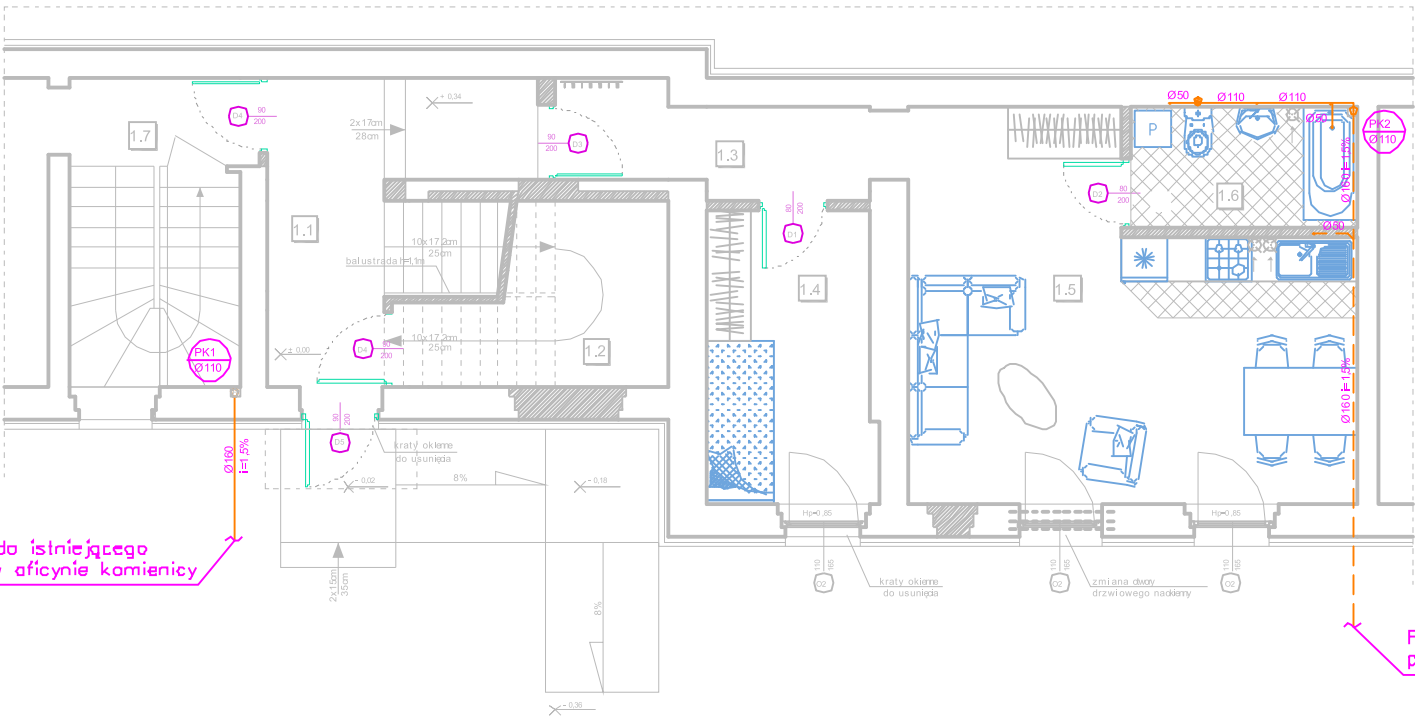 Ø50
Ø110
Ø110
D4
90
200
+ 0,34
2x17cm
28cm
90
200
D3
Ø50
PK2
Ø110
1.7
P
1.3
Ø160 i=1,5%
D2
80
200
1.6
D1
80
200
1.1
Ø50
10x17,2cm
25cm
balustrada h=1,1m
1.4
1.5
PK1
Ø110
± 0,00
D4
90
200
10x17,2cm
25cm
1.2
Ø160 i=1,5%
90
200
D5
kraty okienne
do usunięcia
Ø160
i=1,5%
- 0,02
8%
- 0,18
Hp=0,85
Hp=0,85
do istniejącego
oficynie kamienicy
2x15cm
35cm
110
165
O2
kraty okienne
do usunięcia
110
165
O2
zmiana otworu
drzwiowego na okienny
110
165
O2
8%
- 0,36